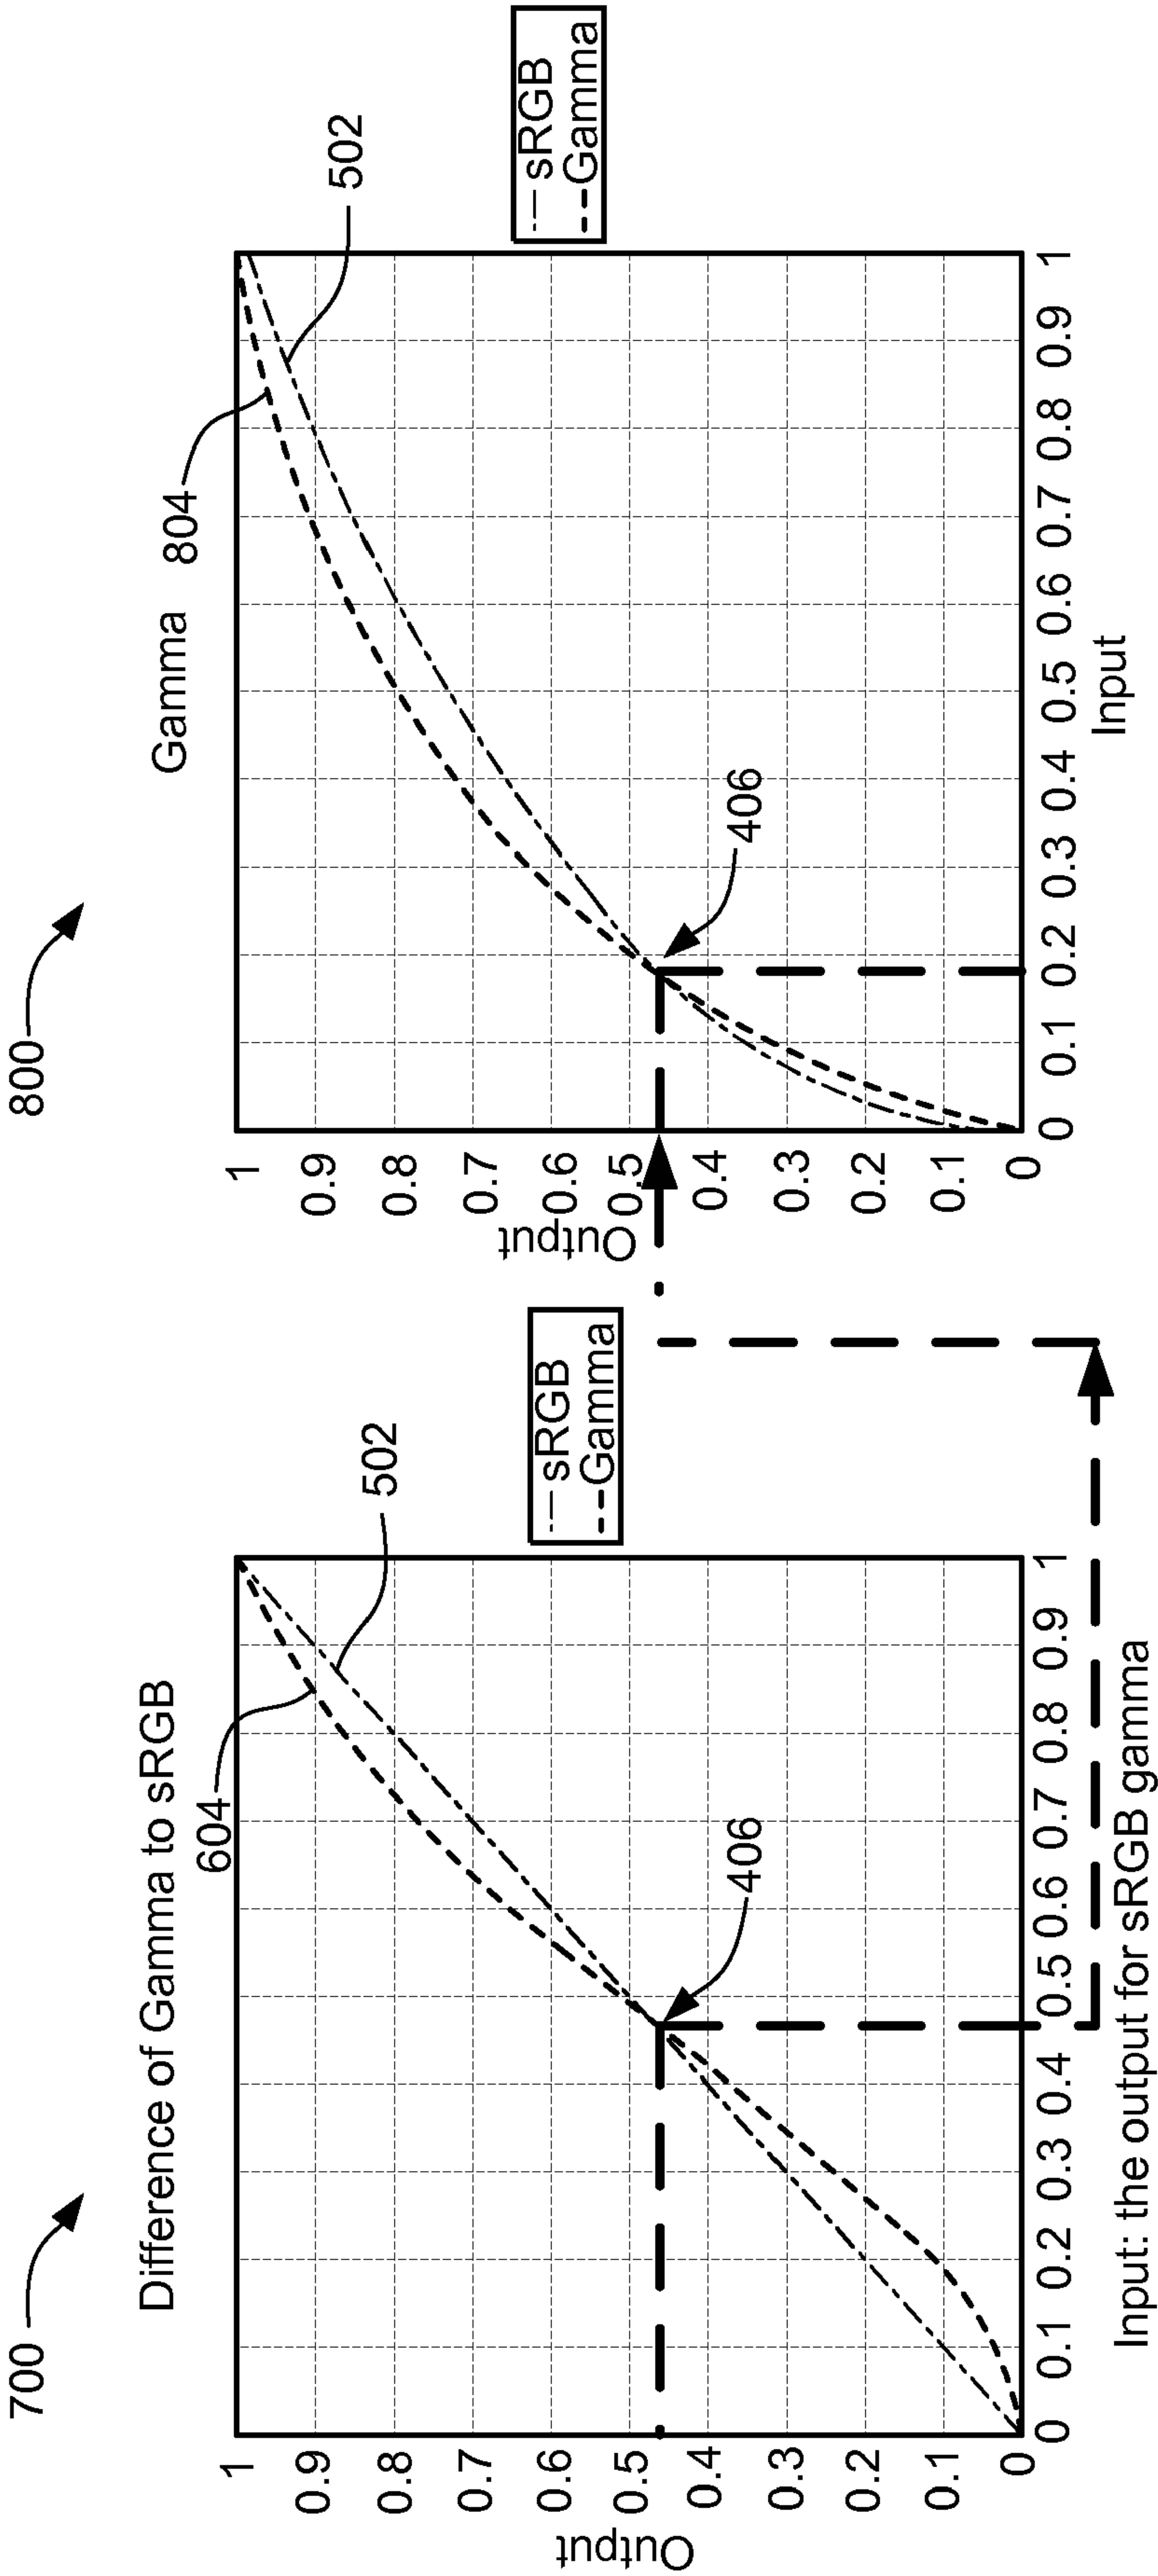 700
Difference of Gamma to sRGB
604
502
406
sRGB
Gamma
Output
1
0.9
0.8
0.7
0.6
0.5
0.4
0.3
0.2
0.1
0
0 0.1 0.2 0.3 0.4 0.5 0.6 0.7 0.8 0.9 1
Input: the output for sRGB gamma
800
Gamma
804
502
406
sRGB
Gamma
Output
1
0.9
0.8
0.7
0.6
0.5
0.4
0.3
0.2
0.1
0
0 0.1 0.2 0.3 0.4 0.5 0.6 0.7 0.8 0.9 1
Input